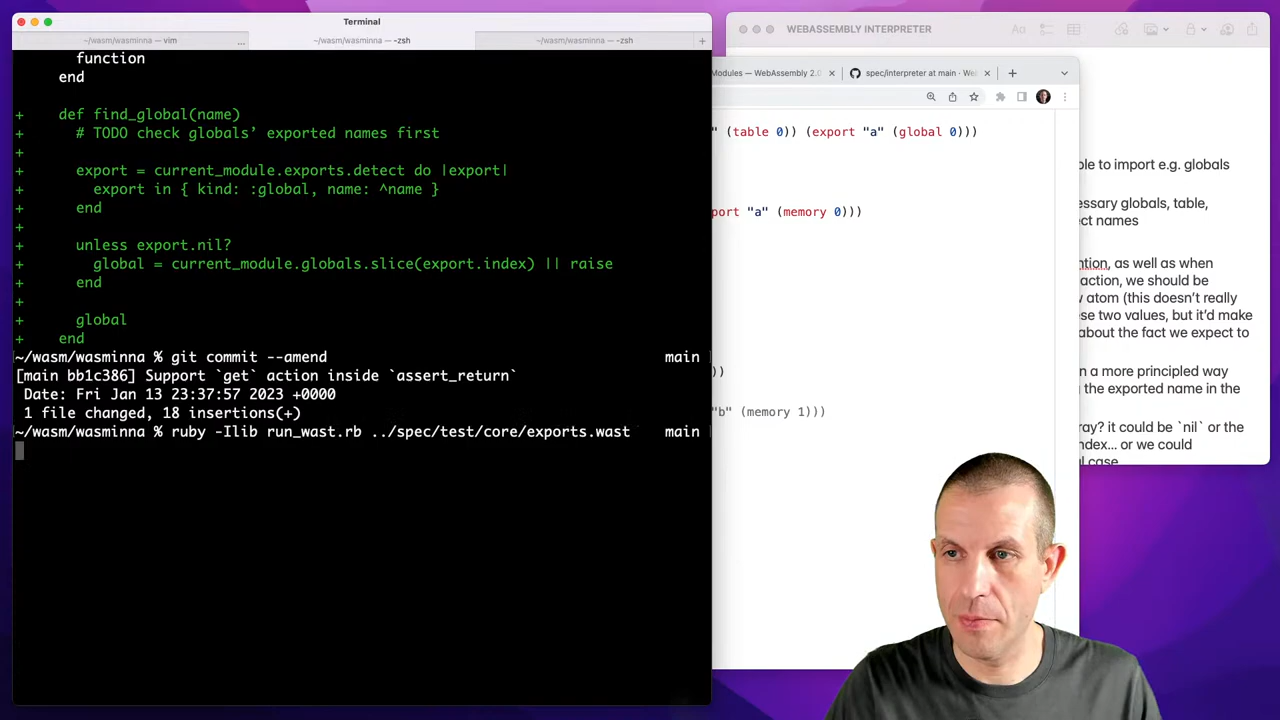 Terminal
~/wasm/wasminna — vim
...
~/wasm/wasminna — -zsh
~/wasm/wasminna — -zsh
+
function
end
+ def find_global(name)
+ # TODO check globals’ exported names first
+
+ export = current_module.exports.detect do |export|
+ export in { kind: :global, name: ^name }
+ end
+
+ unless export.nil?
+ global = current_module.globals.slice(export.index) || raise
+ end
+
+ global
+ end
~/wasm/wasminna % git commit --amend main
[main bb1c386] Support `get` action inside `assert_return`
Date: Fri Jan 13 23:37:57 2023 +0000
1 file changed, 18 insertions(+)
~/wasm/wasminna % ruby -Ilib run_wast.rb ../spec/test/core/exports.wast main
WEBASSEMBLY INTERPRETER
Aa
Modules — WebAssembly 2.0
spec/interpreter at main · We
" (table 0)) (export "a" (global 0)))
port "a" (memory 0)))
))
"b" (memory 1)))
ble to import e.g. globals
essary globals, table,
ect names
ntion, as well as when
action, we should be
w atom (this doesn’t really
ese two values, but it’d make
about the fact we expect to
n a more principled way
g the exported name in the
ray? it could be `nil` or the
ndex... or we could
al case